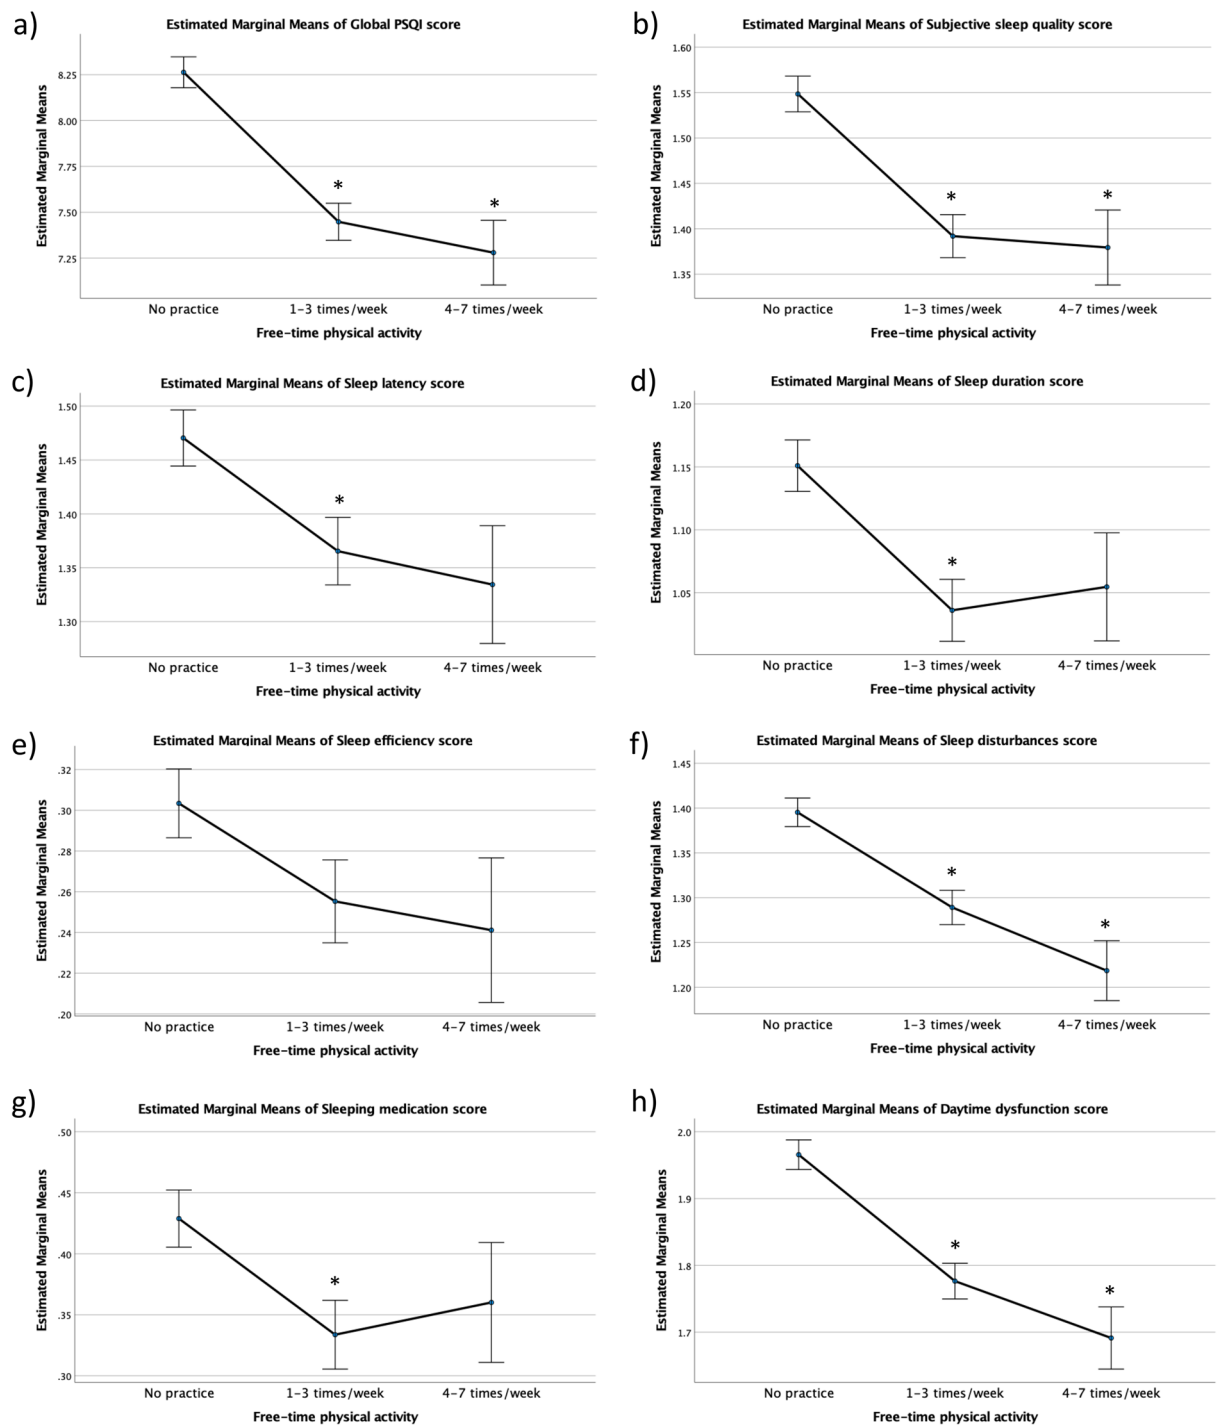 a)
Estimated Marginal Means of Global PSQI score
Estimated Marginal Means
8.25
8.00
7.75
7.50
7.25
*
*
No practice 1–3 times/week 4–7 times/week
Free-time physical activity
b)
Estimated Marginal Means of Subjective sleep quality score
Estimated Marginal Means
1.60
1.55
1.50
1.45
1.40
1.35
*
*
No practice 1–3 times/week 4–7 times/week
Free-time physical activity
c)
Estimated Marginal Means of Sleep latency score
Estimated Marginal Means
1.50
1.45
1.40
1.35
1.30
*
No practice 1–3 times/week 4–7 times/week
Free-time physical activity
d)
Estimated Marginal Means of Sleep duration score
Estimated Marginal Means
1.20
1.15
1.10
1.05
*
No practice 1–3 times/week 4–7 times/week
Free-time physical activity
e)
Estimated Marginal Means of Sleep efficiency score
Estimated Marginal Means
.32
.30
.28
.26
.24
.22
.20
No practice 1–3 times/week 4–7 times/week
Free-time physical activity
f)
Estimated Marginal Means of Sleep disturbances score
Estimated Marginal Means
1.45
1.40
1.35
1.30
1.25
1.20
*
*
No practice 1–3 times/week 4–7 times/week
Free-time physical activity
g)
Estimated Marginal Means of Sleeping medication score
Estimated Marginal Means
.50
.45
.40
.35
.30
*
No practice 1–3 times/week 4–7 times/week
Free-time physical activity
h)
Estimated Marginal Means of Daytime dysfunction score
Estimated Marginal Means
2.0
1.9
1.8
1.7
*
*
No practice 1–3 times/week 4–7 times/week
Free-time physical activity